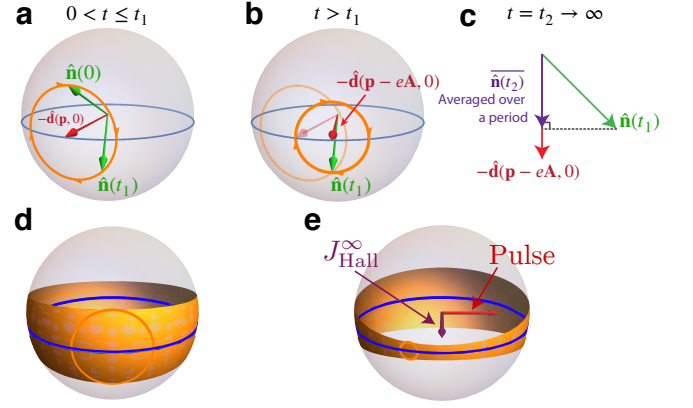 a
0 < t ≤ t₁
b
t > t₁
c
t = t₂ → ∞
n̂(0)
−d̂(p, 0)
n̂(t₁)
−d̂(p − eA, 0)
n̂(t₁)
n̂(t₂)
Averaged over
a period
n̂(t₁)
−d̂(p − eA, 0)
d
e
J∞Hall
Pulse